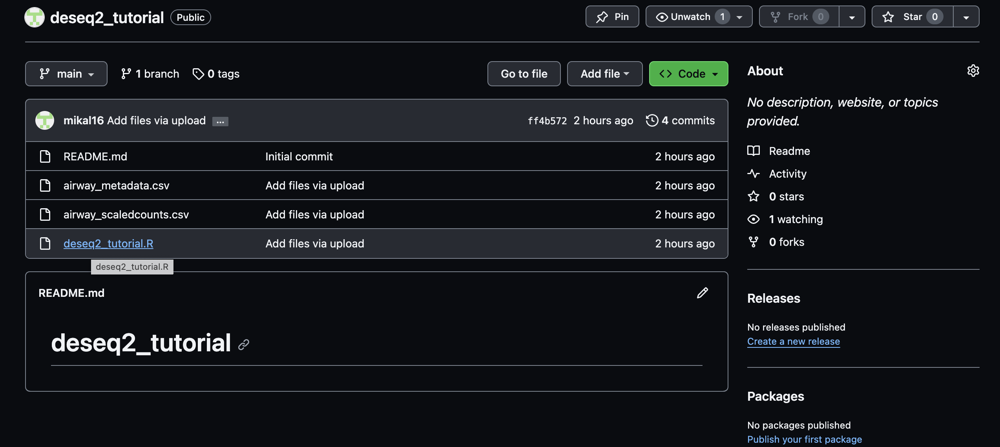 deseq2_tutorial Public Pin Unwatch 1 Fork 0 Star 0
main 1 branch 0 tags Go to file Add file Code
mikal16 Add files via upload ... ff4b572 2 hours ago 4 commits
README.md Initial commit 2 hours ago
airway_metadata.csv Add files via upload 2 hours ago
airway_scaledcounts.csv Add files via upload 2 hours ago
deseq2_tutorial.R Add files via upload 2 hours ago
deseq2_tutorial.R
README.md
deseq2_tutorial
About
No description, website, or topics
provided.
Readme
Activity
0 stars
1 watching
0 forks
Releases
No releases published
Create a new release
Packages
No packages published
Publish your first package